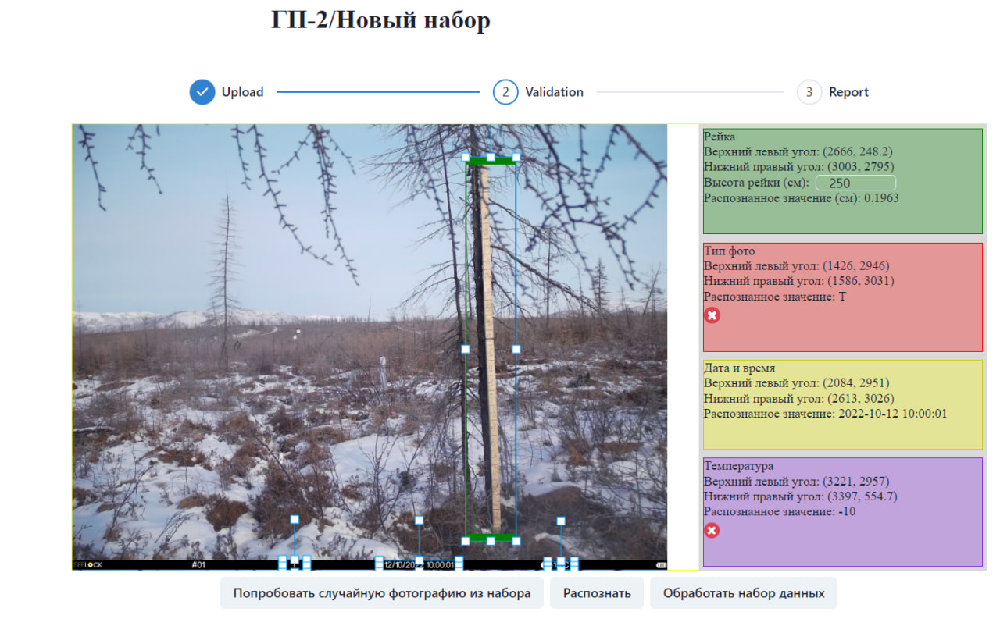 ГП-2/Новый набор
Upload
2 Validation
3 Report
Рейка
Верхний левый угол: (2666, 248.2)
Нижний правый угол: (3003, 2795)
Высота рейки (см): 250
Распознанное значение (см): 0.1963
Тип фото
Верхний левый угол: (1426, 2946)
Нижний правый угол: (1586, 3031)
Распознанное значение: T
Дата и время
Верхний левый угол: (2084, 2951)
Нижний правый угол: (2613, 3026)
Распознанное значение: 2022-10-12 10:00:01
Температура
Верхний левый угол: (3221, 2957)
Нижний правый угол: (3397, 554.7)
Распознанное значение: -10
SEELOCK #01 10:00:01
Попробовать случайную фотографию из набора
Распознать
Обработать набор данных